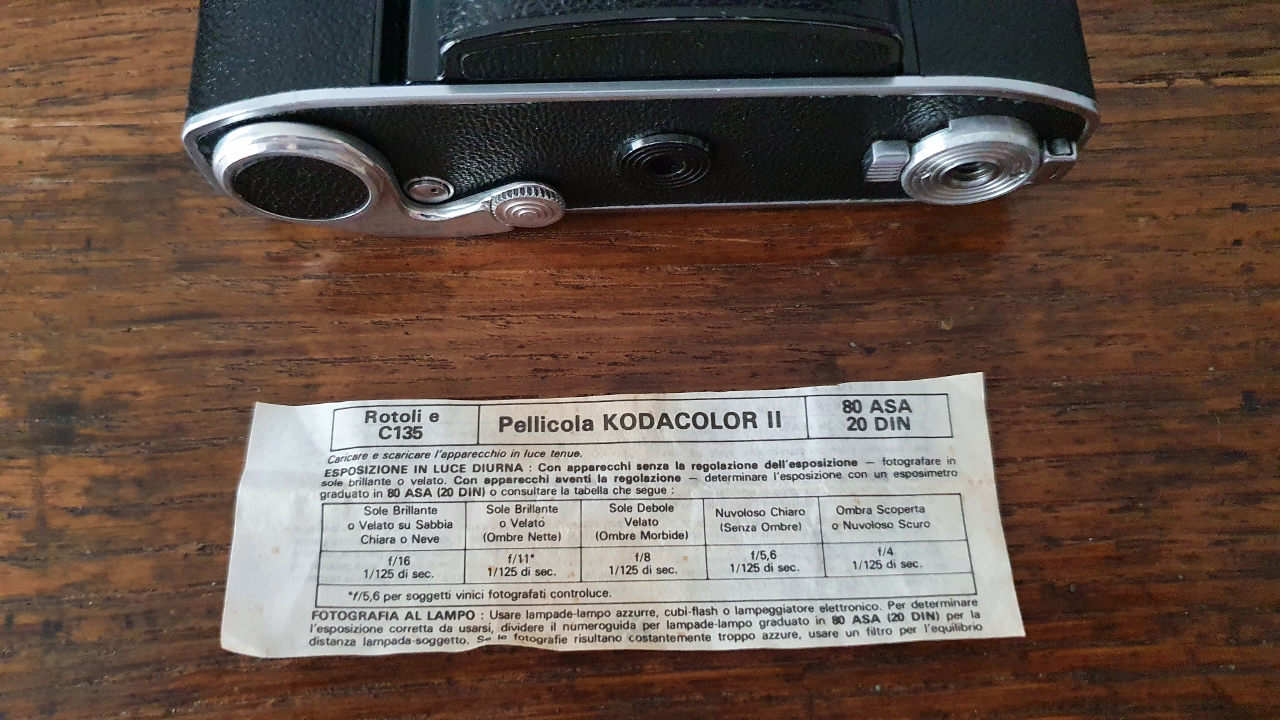 Rotoli e
C135
Pellicola KODACOLOR II
80 ASA
20 DIN
Caricare e scaricare l'apparecchio in luce tenue.
ESPOSIZIONE IN LUCE DIURNA : Con apparecchi senza la regolazione dell'esposizione — fotografare in
sole brillante o velato. Con apparecchi aventi la regolazione — determinare l'esposizione con un esposimetro
graduato in 80 ASA (20 DIN) o consultare la tabella che segue :
Sole Brillante
o Velato su Sabbia
Chiara o Neve
Sole Brillante
o Velato
(Ombre Nette)
Sole Debole
Velato
(Ombre Morbide)
Nuvoloso Chiaro
(Senza Ombre)
Ombra Scoperta
o Nuvoloso Scuro
f/16
1/125 di sec.
f/11*
1/125 di sec.
f/8
1/125 di sec.
f/5,6
1/125 di sec.
f/4
1/125 di sec.
*f/5,6 per soggetti vinici fotografati controluce.
FOTOGRAFIA AL LAMPO : Usare lampade-lampo azzurre, cubi-flash o lampeggiatore elettronico. Per determinare
l'esposizione corretta da usarsi, dividere il numeroguida per lampade-lampo graduato in 80 ASA (20 DIN) per la
distanza lampada-soggetto. Se le fotografie risultano costantemente troppo azzurre, usare un filtro per l'equilibrio